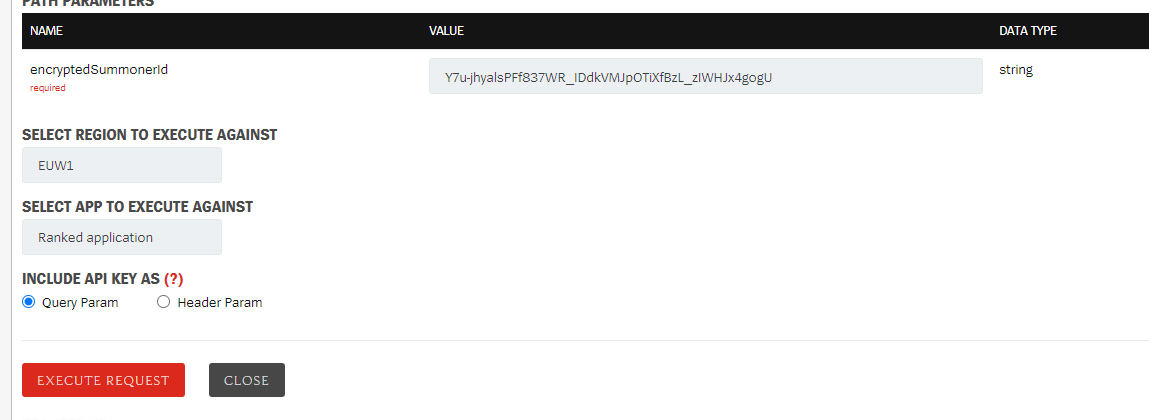 PATH PARAMETERS
NAME VALUE DATA TYPE
encryptedSummonerId Y7u-jhyalsPFf837WR_IDdkVMJpOTiXfBzL_zIWHJx4gogU string
required
SELECT REGION TO EXECUTE AGAINST
EUW1
SELECT APP TO EXECUTE AGAINST
Ranked application
INCLUDE API KEY AS (?)
Query Param Header Param
EXECUTE REQUEST CLOSE